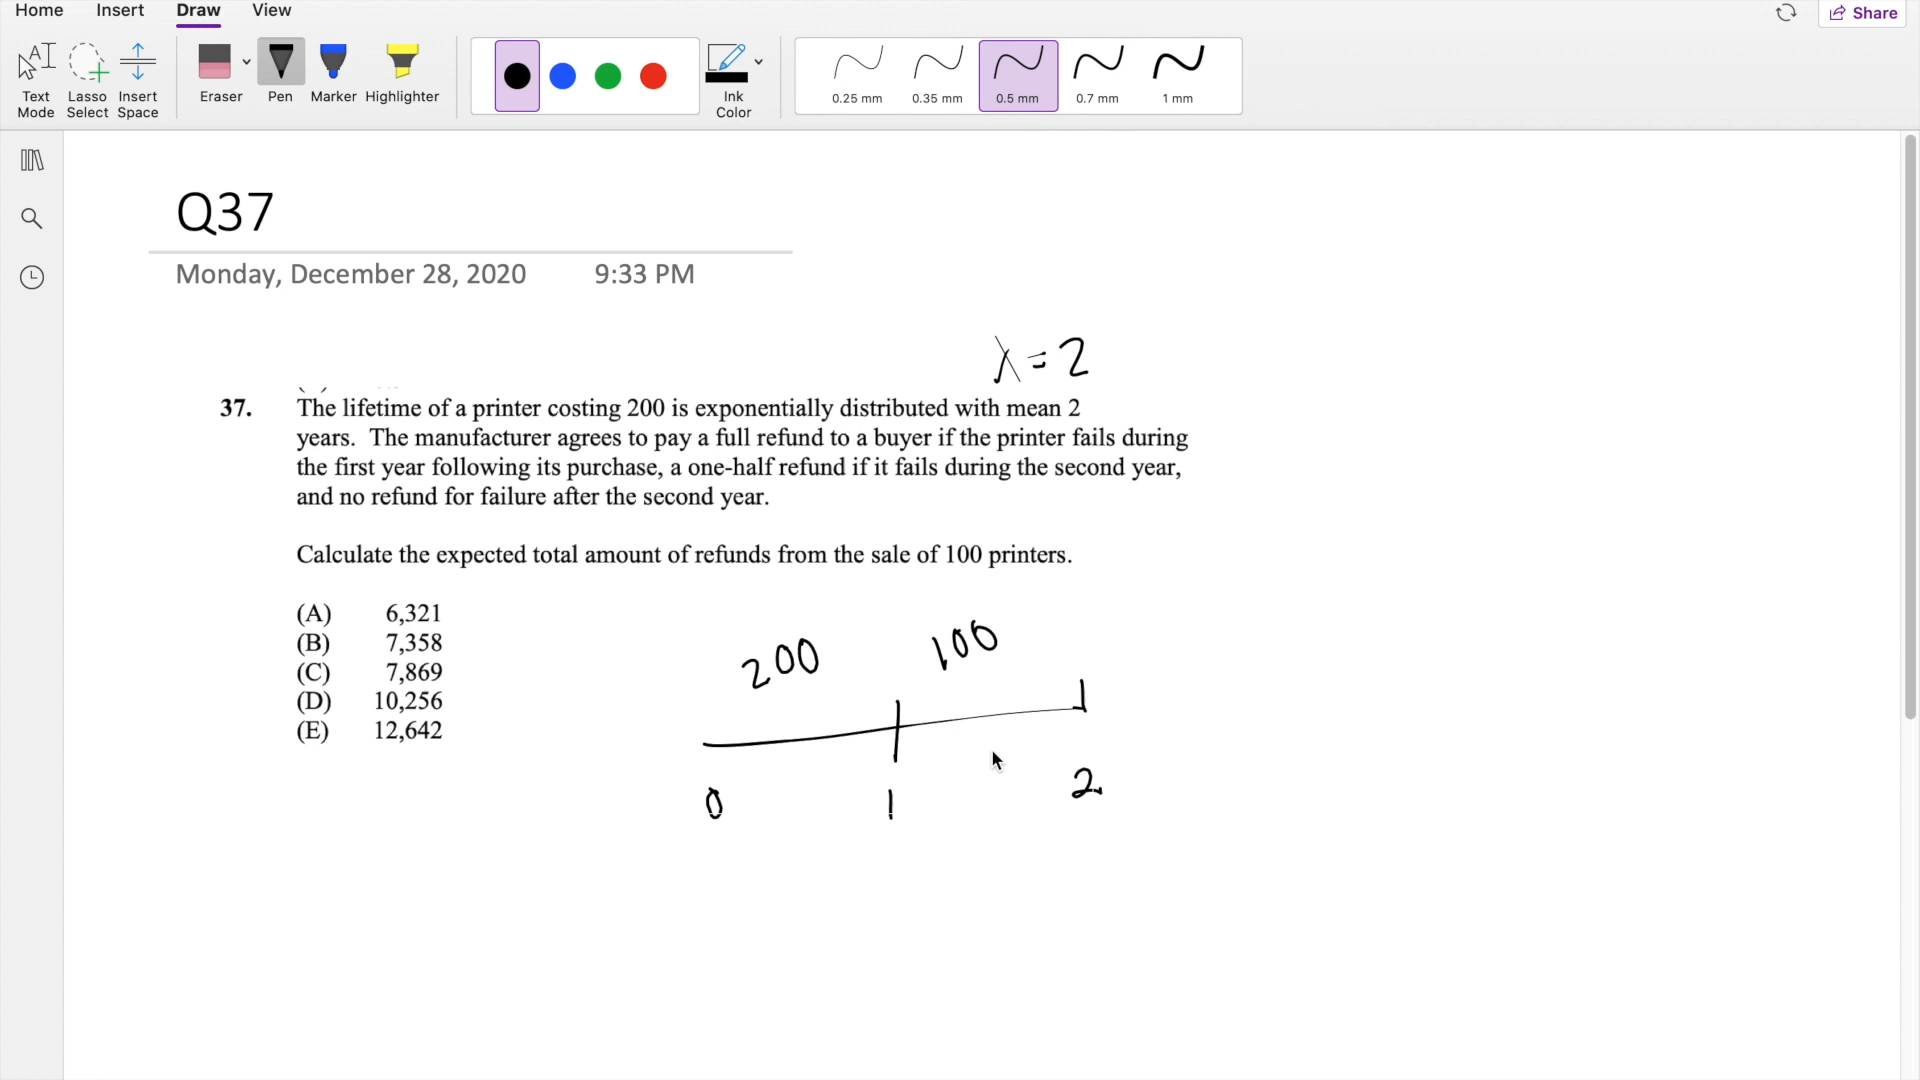 Home Insert Draw View
Share
Text Mode
Lasso Select
Insert Space
Eraser
Pen
Marker
Highlighter
Ink Color
0.25 mm
0.35 mm
0.5 mm
0.7 mm
1 mm
Q37
Monday, December 28, 2020 9:33 PM
λ = 2
37. The lifetime of a printer costing 200 is exponentially distributed with mean 2
years. The manufacturer agrees to pay a full refund to a buyer if the printer fails during
the first year following its purchase, a one-half refund if it fails during the second year,
and no refund for failure after the second year.
Calculate the expected total amount of refunds from the sale of 100 printers.
(A) 6,321
(B) 7,358
(C) 7,869
(D) 10,256
(E) 12,642
200 100
0 1 2